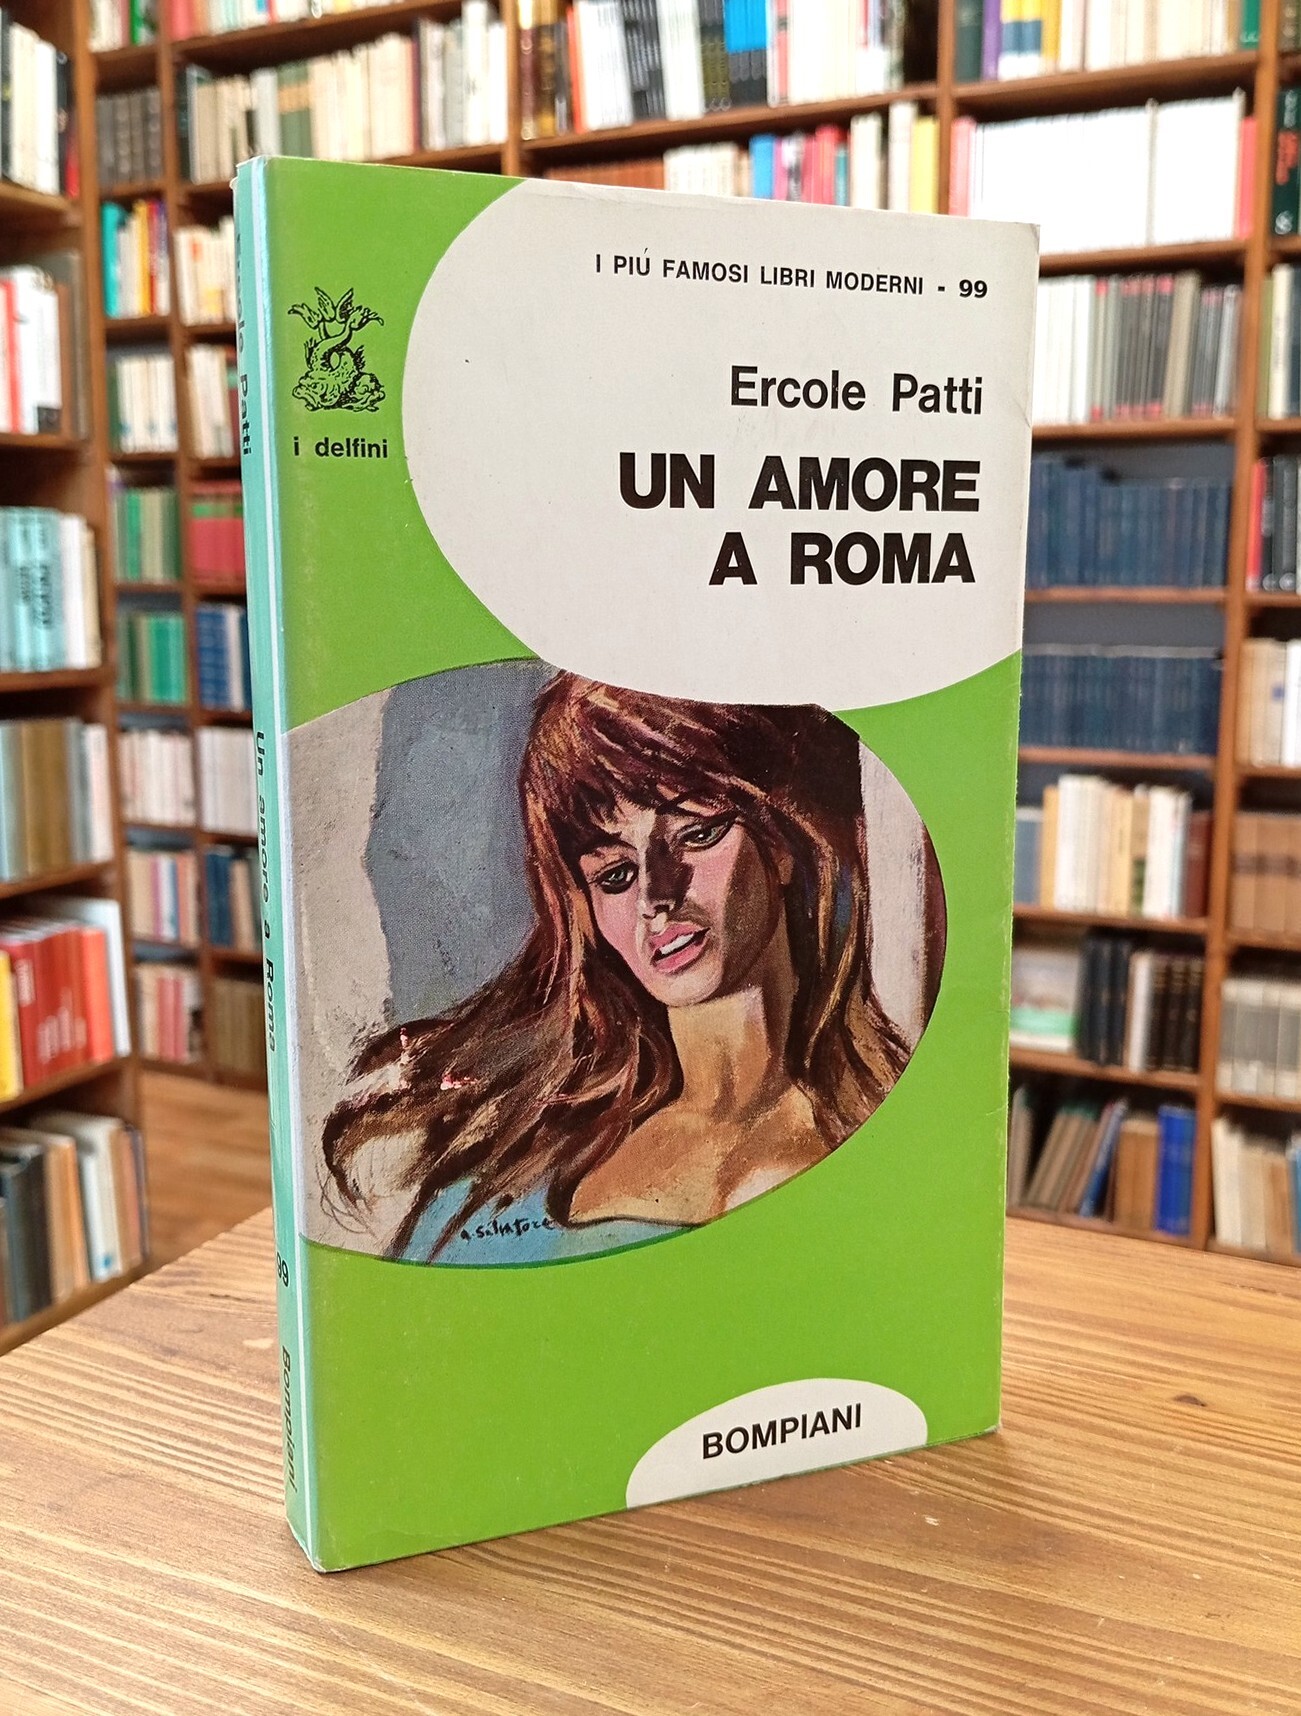 I PIÚ FAMOSI LIBRI MODERNI - 99
Ercole Patti
UN AMORE
A ROMA
i delfini
a. Salvatore
BOMPIANI
Ercole Patti
Un amore a Roma
99
Bompiani